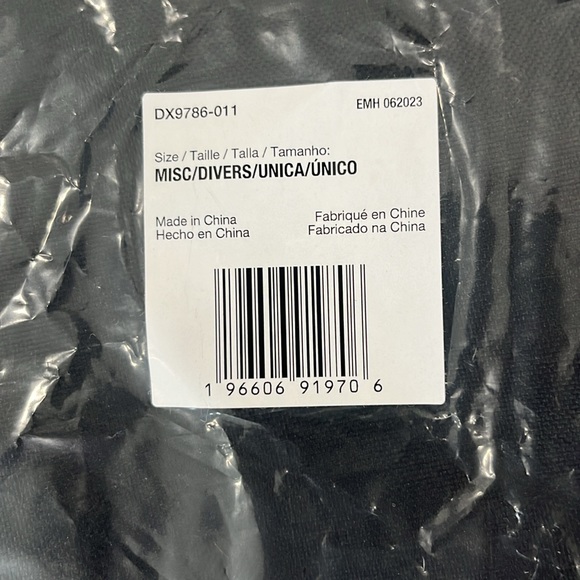 DX9786-011 EMH 062023
Size / Taille / Talla / Tamanho:
MISC/DIVERS/UNICA/ÚNICO
Made in China Fabriqué en Chine
Hecho en China Fabricado na China
1 96606 91970 6